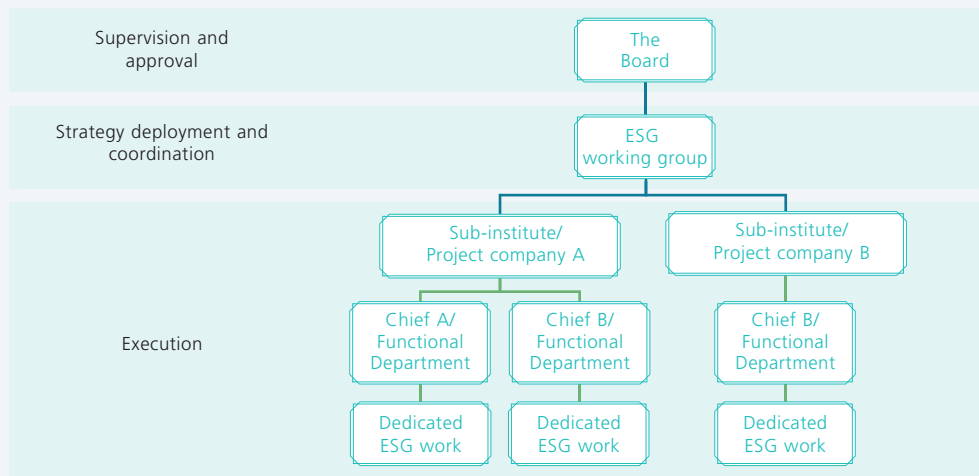 Supervision and
approval
The
Board
Strategy deployment and
coordination
ESG
working group
Execution
Sub-institute/
Project company A
Sub-institute/
Project company B
Chief A/
Functional
Department
Chief B/
Functional
Department
Chief B/
Functional
Department
Dedicated
ESG work
Dedicated
ESG work
Dedicated
ESG work